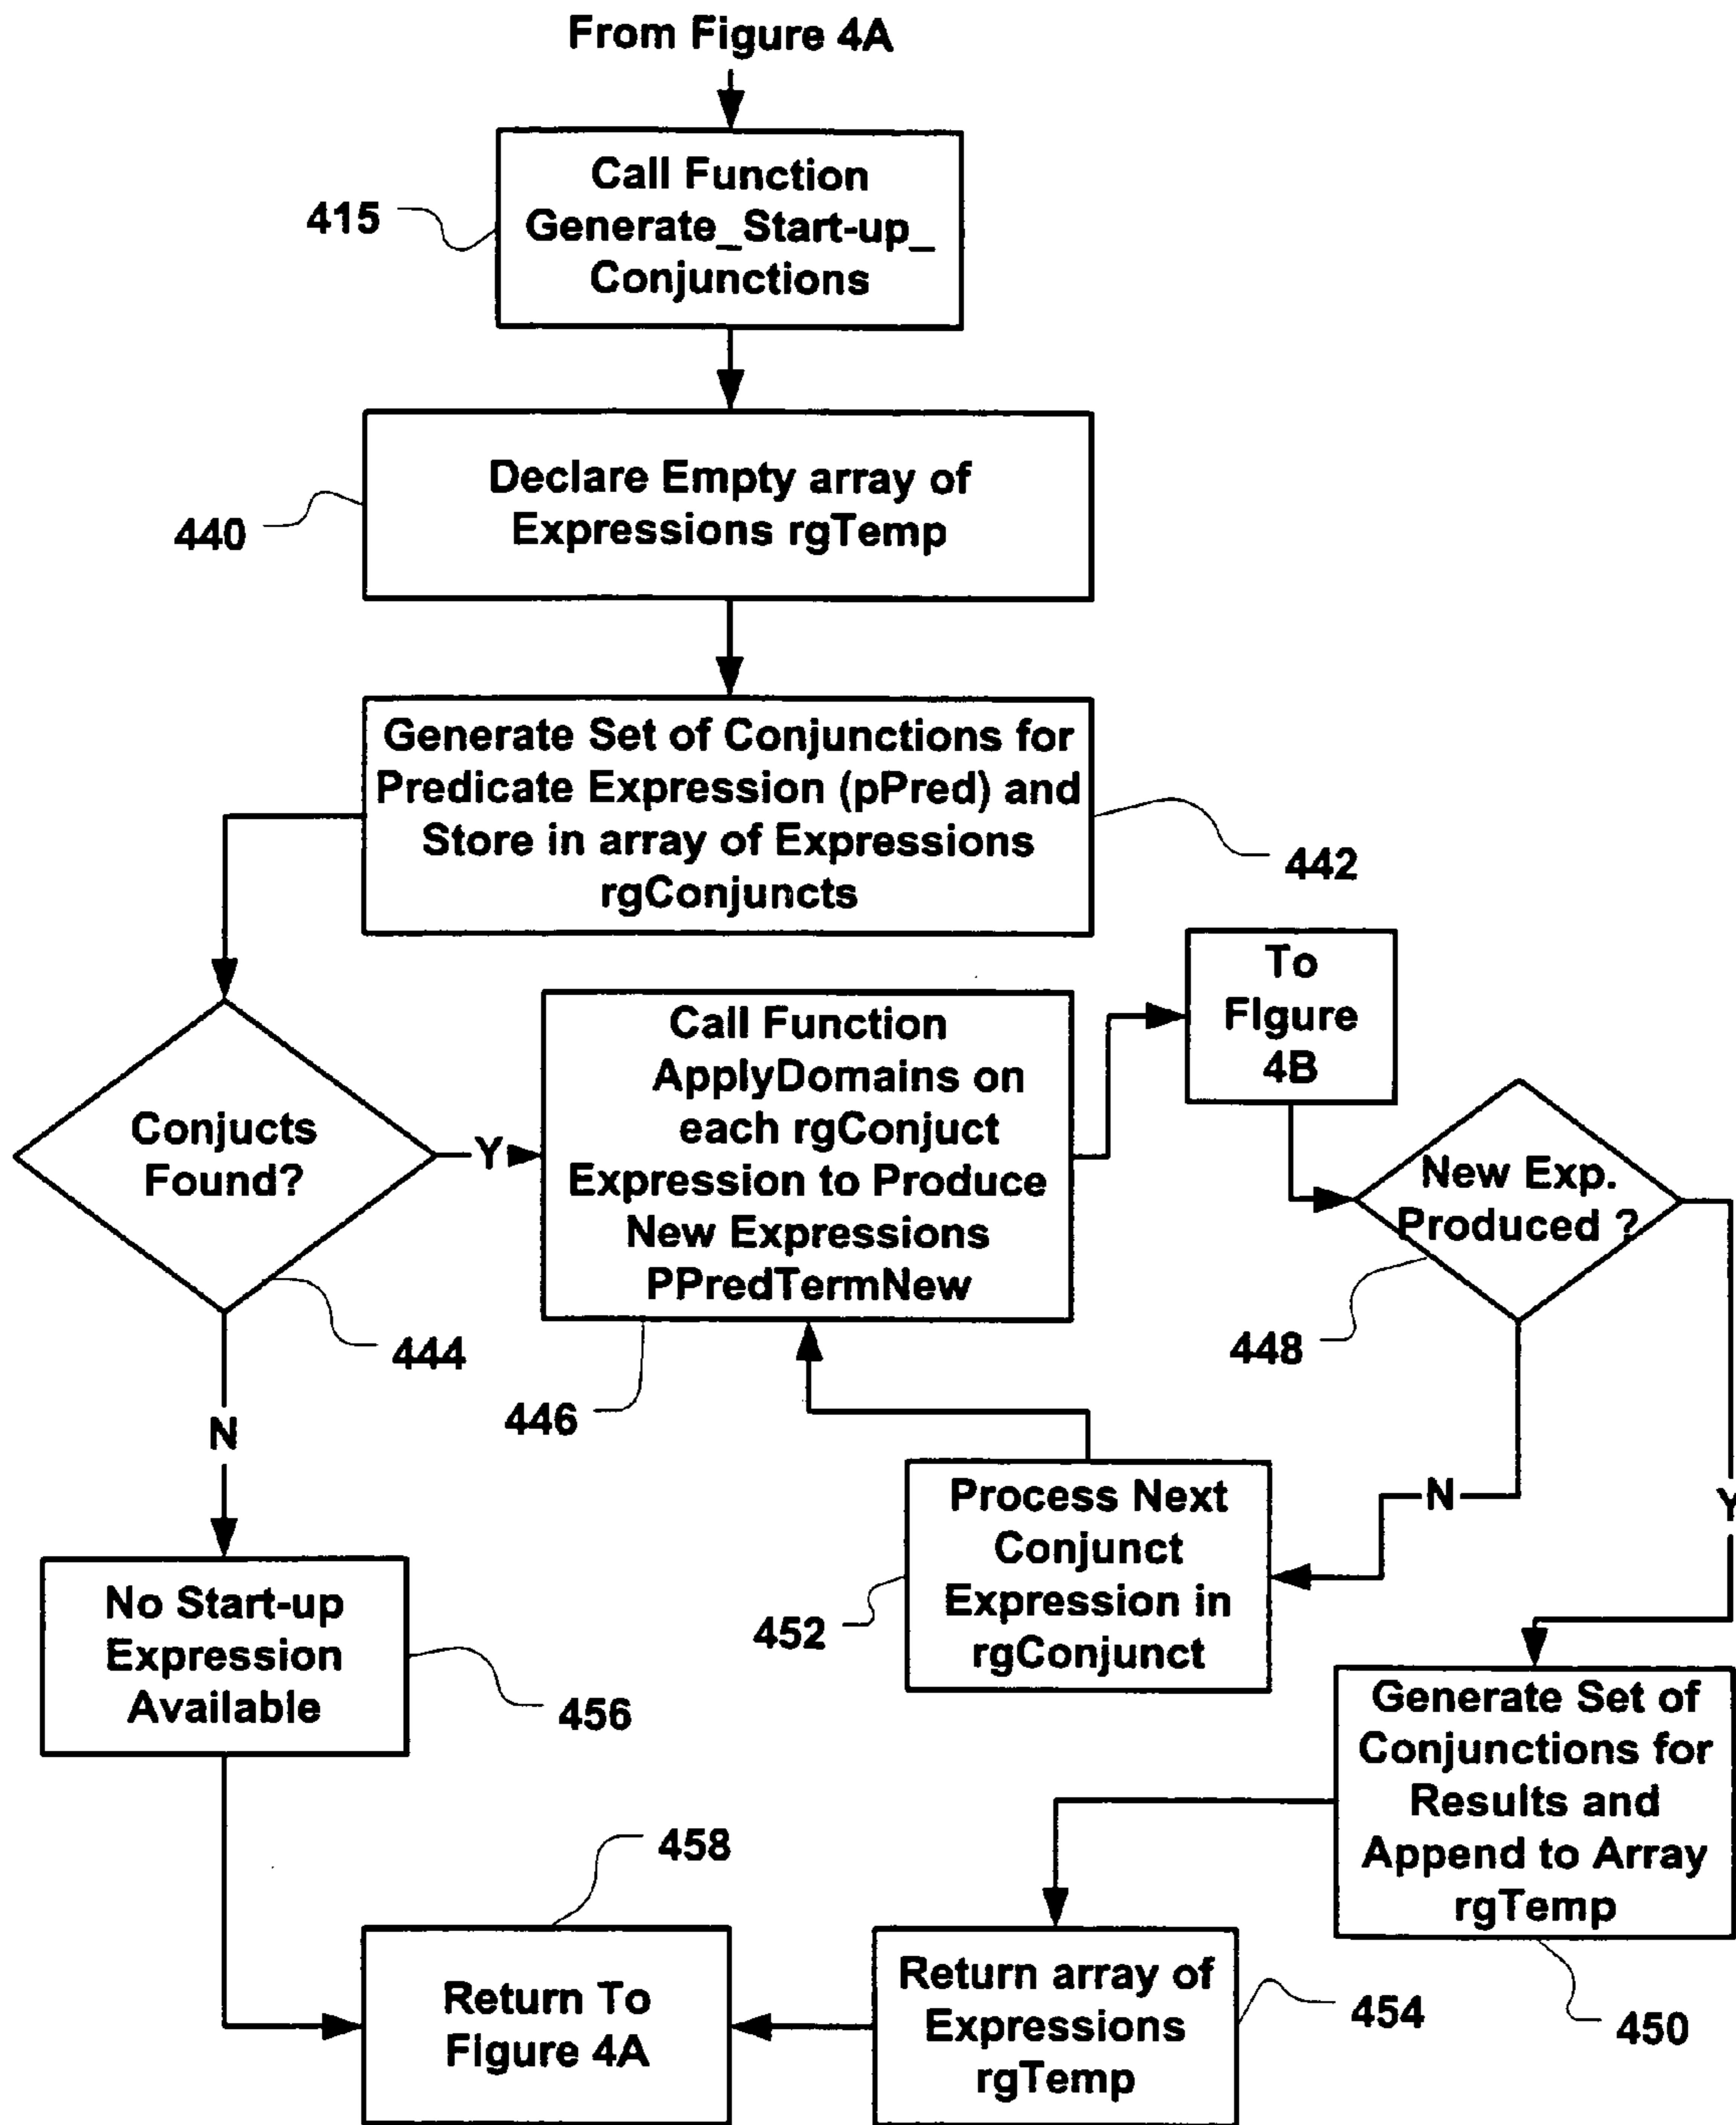 From Figure 4A
Call Function
Generate_Start-up_
Conjunctions
415
Declare Empty array of
Expressions rgTemp
440
Generate Set of Conjunctions for
Predicate Expression (pPred) and
Store in array of Expressions
rgConjuncts
442
To
FIgure
4B
Call Function
ApplyDomains on
each rgConjuct
Expression to Produce
New Expressions
PPredTermNew
Conjucts
Found?
Y
New Exp.
Produced ?
444
446
448
N
N
Y
Process Next
Conjunct
Expression in
rgConjunct
452
No Start-up
Expression
Available
456
Generate Set of
Conjunctions for
Results and
Append to Array
rgTemp
450
458
Return To
Figure 4A
Return array of
Expressions
rgTemp
454